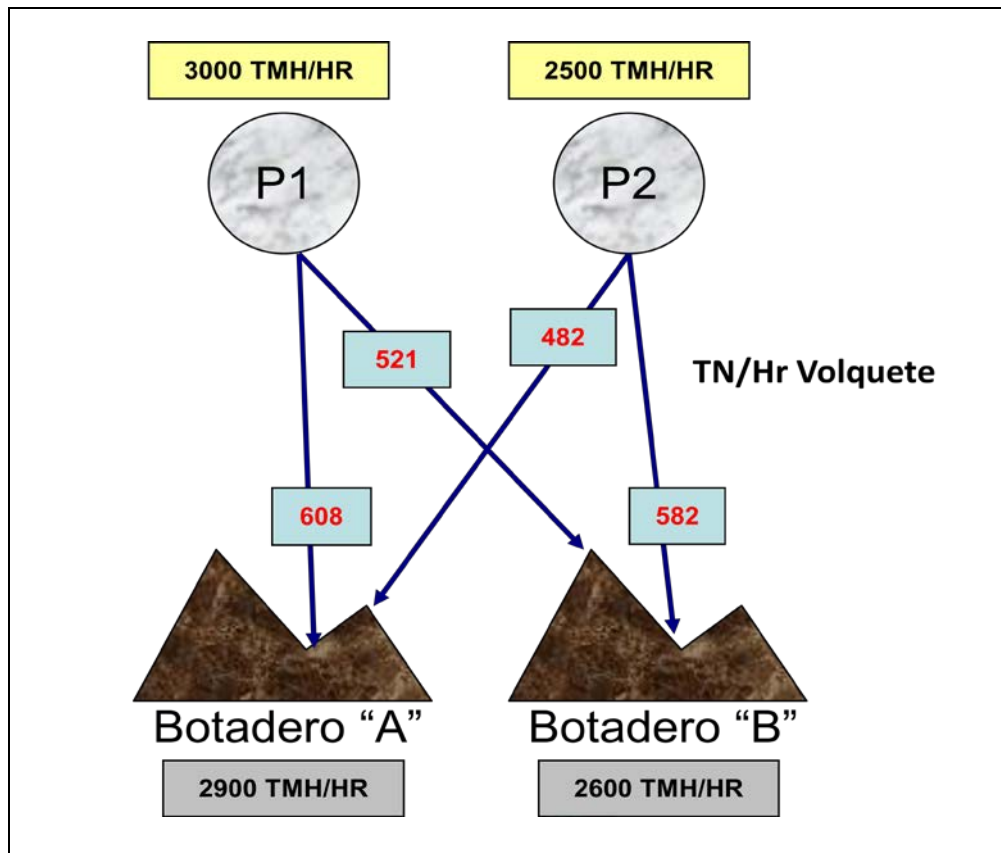 3000 TMH/HR
2500 TMH/HR
P1
P2
521
482
TN/Hr Volquete
608
582
Botadero “A”
Botadero “B”
2900 TMH/HR
2600 TMH/HR